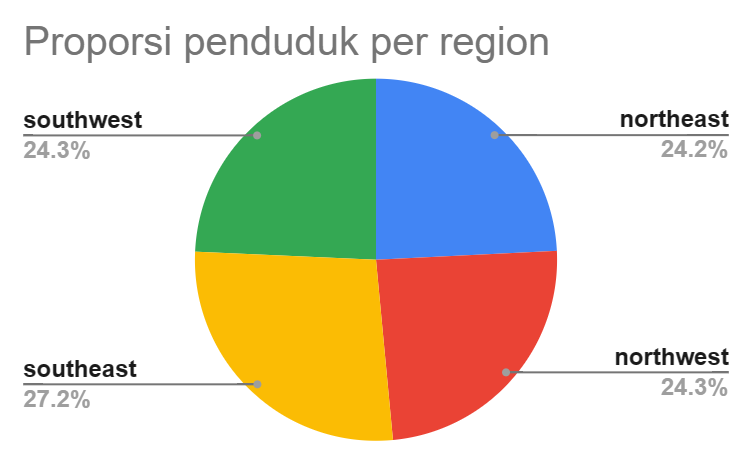 Proporsi penduduk per region
southwest
24.3%
northeast
24.2%
southeast
27.2%
northwest
24.3%